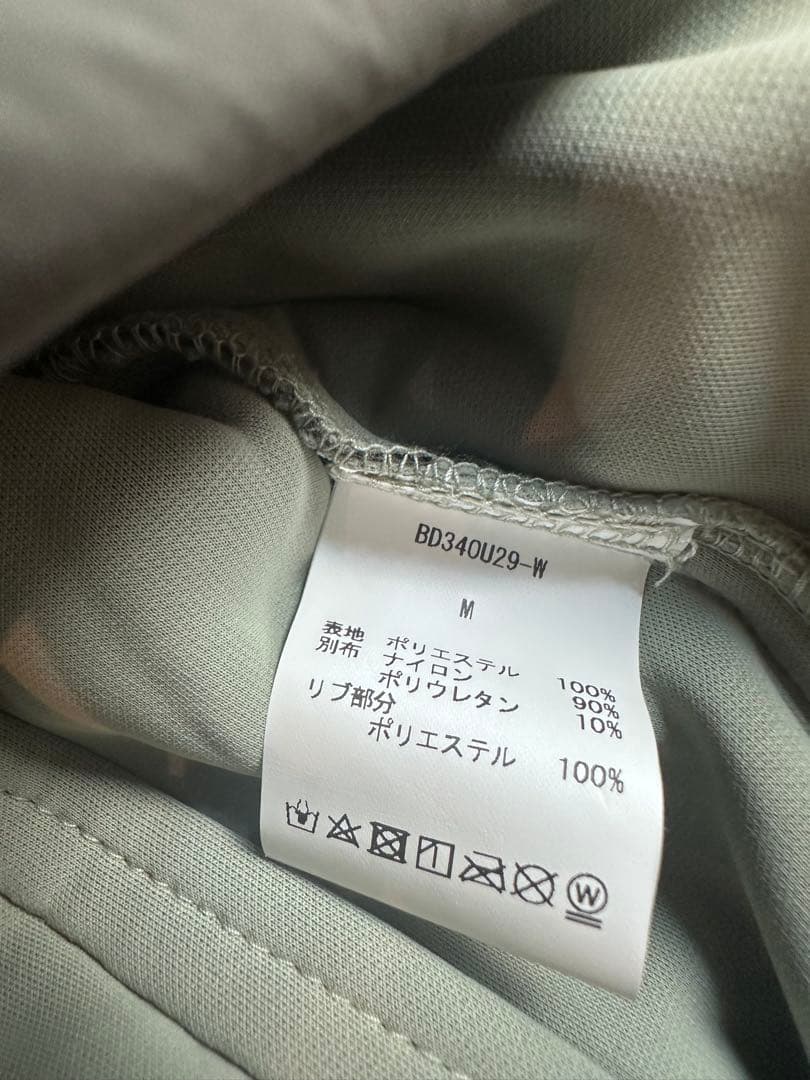 BD340U29-W
M
表地 ポリエステル 100%
別布 ナイロン 90%
ポリウレタン 10%
リブ部分
ポリエステル 100%
W